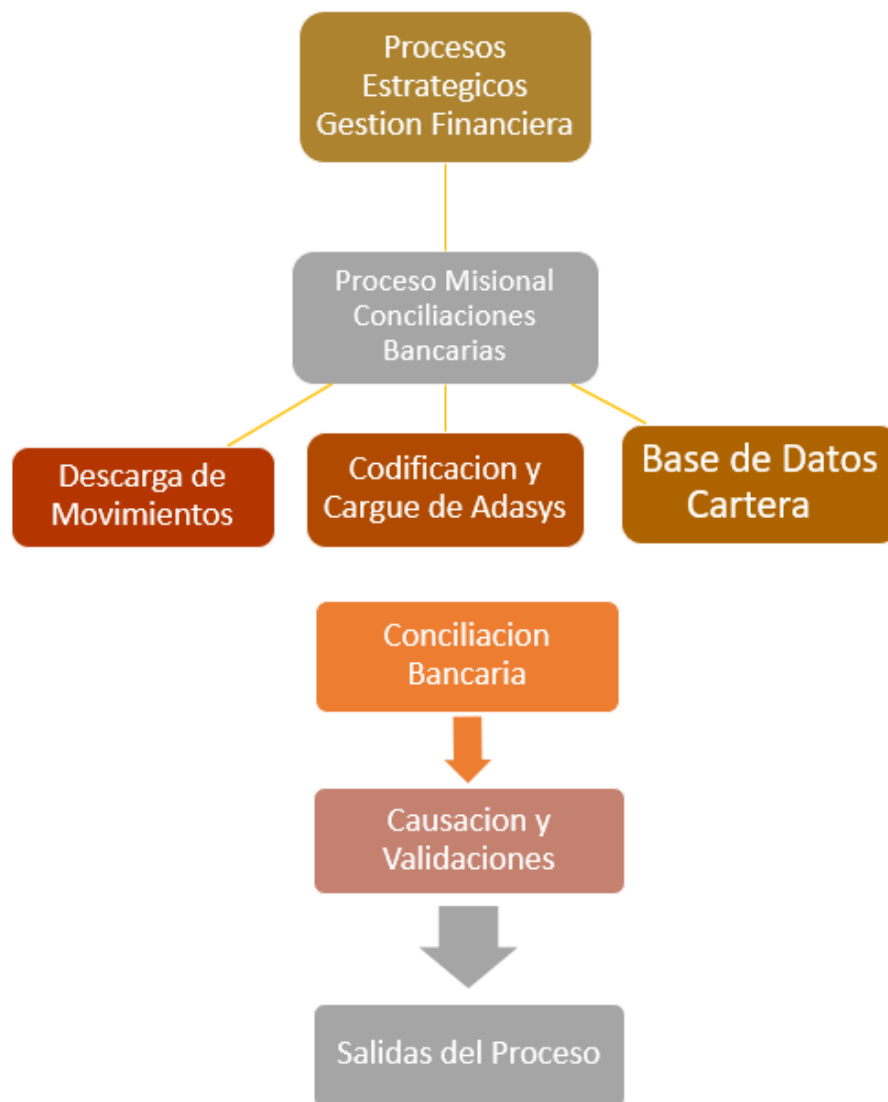 Procesos
Estrategicos
Gestion Financiera
Proceso Misional
Conciliaciones
Bancarias
Descarga de
Movimientos
Codificacion y
Cargue de Adasys
Base de Datos
Cartera
Conciliacion
Bancaria
Causacion y
Validaciones
Salidas del Proceso